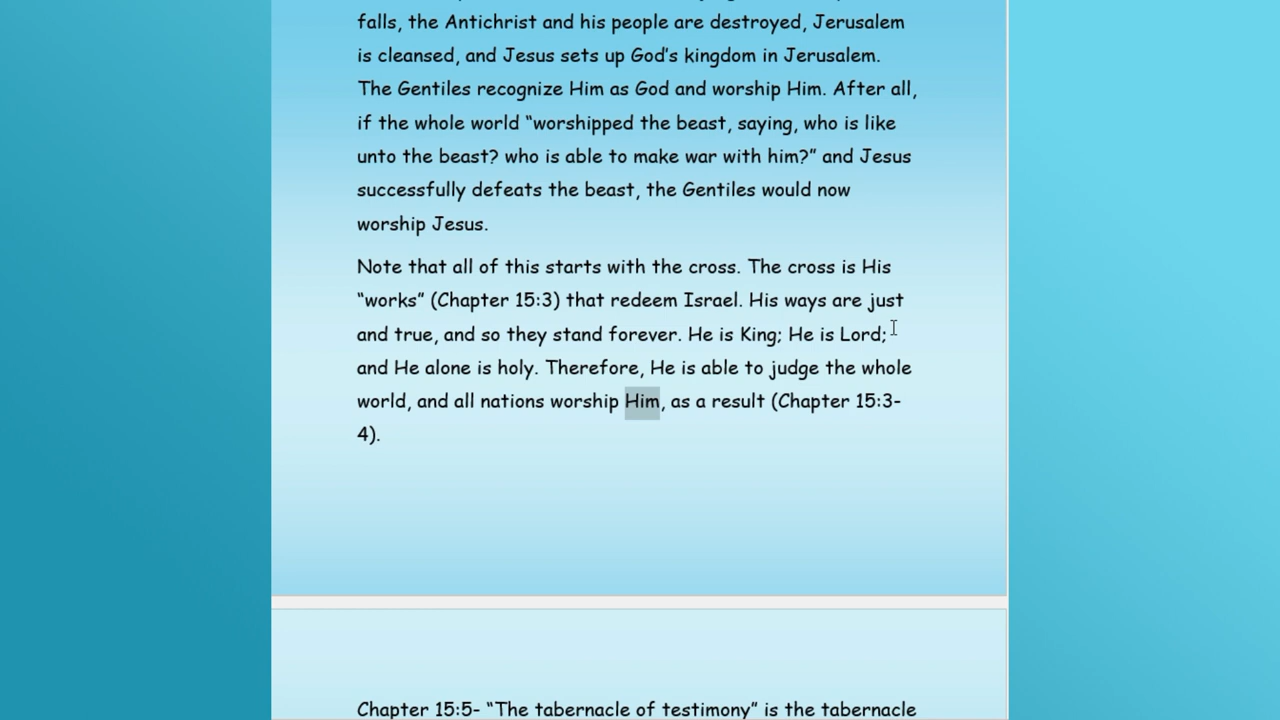 falls, the Antichrist and his people are destroyed, Jerusalem
is cleansed, and Jesus sets up God’s kingdom in Jerusalem.
The Gentiles recognize Him as God and worship Him. After all,
if the whole world “worshipped the beast, saying, who is like
unto the beast? who is able to make war with him?” and Jesus
successfully defeats the beast, the Gentiles would now
worship Jesus.
Note that all of this starts with the cross. The cross is His
“works” (Chapter 15:3) that redeem Israel. His ways are just
and true, and so they stand forever. He is King; He is Lord;
and He alone is holy. Therefore, He is able to judge the whole
world, and all nations worship Him, as a result (Chapter 15:3-
4).
Chapter 15:5- “The tabernacle of testimony” is the tabernacle